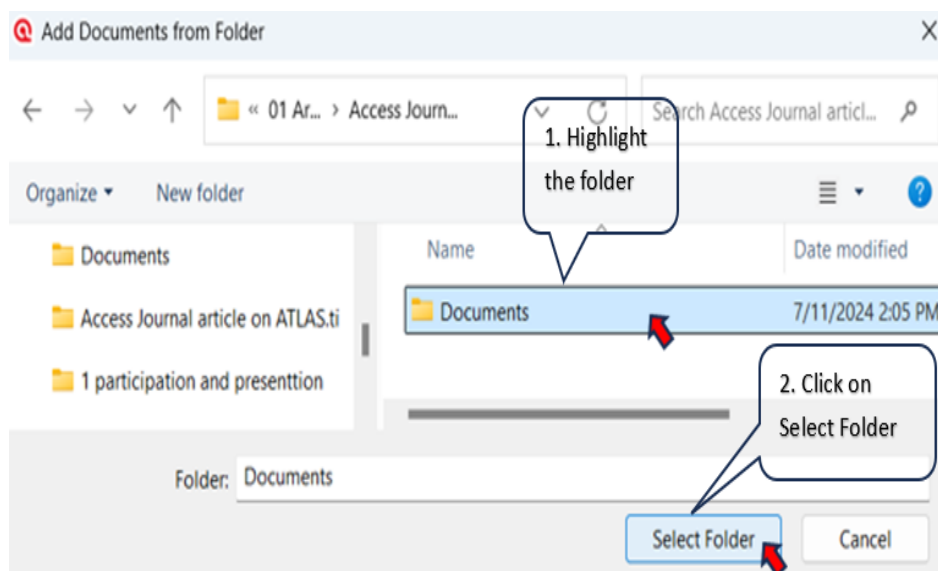 Add Documents from Folder
« 01 Ar... > Access Journ...
Search Access Journal articl...
1. Highlight
the folder
Organize
New folder
Name
Date modified
Documents
Access Journal article on ATLAS.ti
1 participation and presenttion
Documents
7/11/2024 2:05 PM
2. Click on
Select Folder
Folder: Documents
Select Folder
Cancel